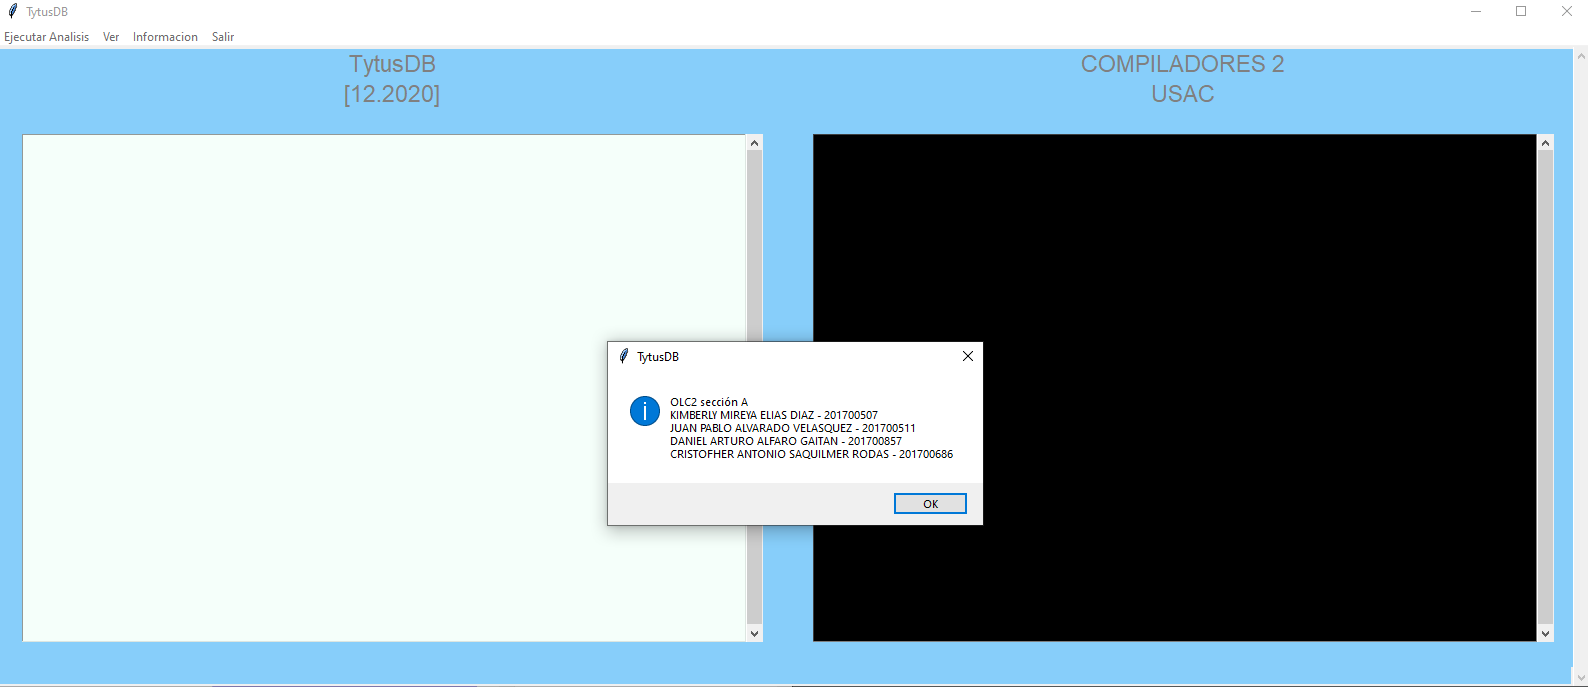 TytusDB
Ejecutar Analisis Ver Informacion Salir
TytusDB
[12.2020]
COMPILADORES 2
USAC
TytusDB
OLC2 sección A
KIMBERLY MIREYA ELIAS DIAZ - 201700507
JUAN PABLO ALVARADO VELASQUEZ - 201700511
DANIEL ARTURO ALFARO GAITAN - 201700857
CRISTOFHER ANTONIO SAQUILMER RODAS - 201700686
OK